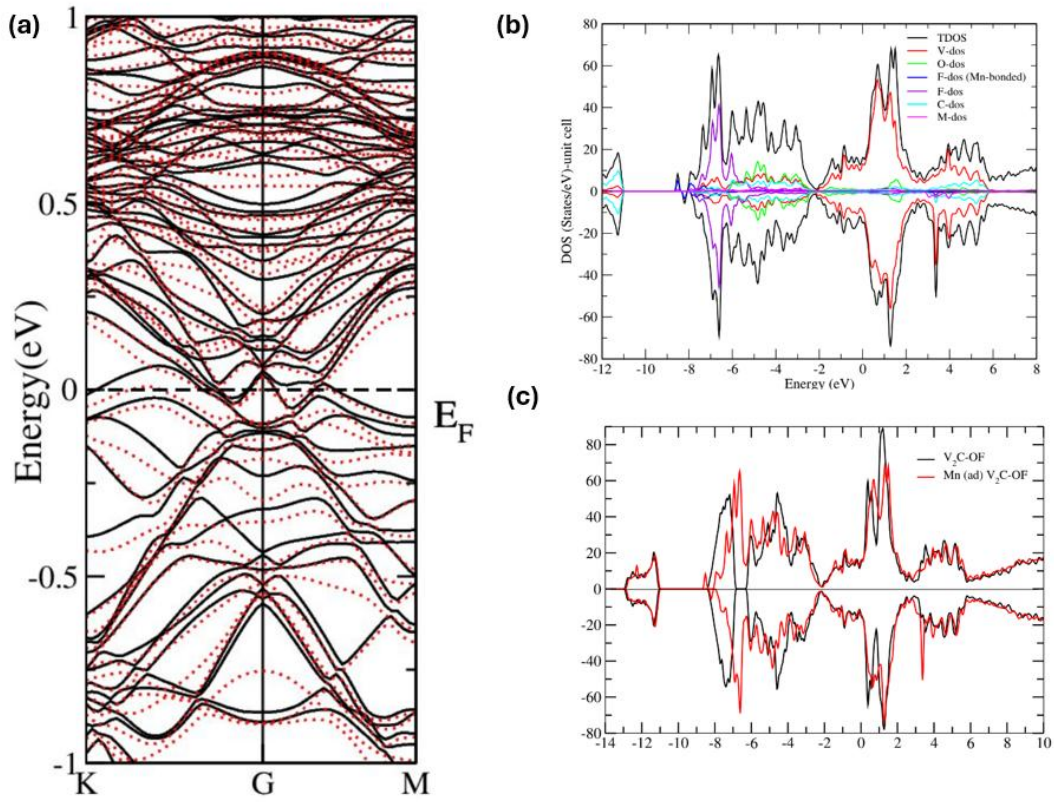 (a)
Energy(eV)
1
0.5
0
-0.5
-1
K
G
M
E_F
(b)
DOS (States/eV)-unit cell
80
60
40
20
0
-20
-40
-60
-80
-12 -10 -8 -6 -4 -2 0 2 4 6 8
Energy (eV)
TDOS
V-dos
O-dos
F-dos (Mn-bonded)
F-dos
C-dos
M-dos
(c)
80
60
40
20
0
-20
-40
-60
-80
-14 -12 -10 -8 -6 -4 -2 0 2 4 6 8 10
V₂C-OF
Mn (ad) V₂C-OF